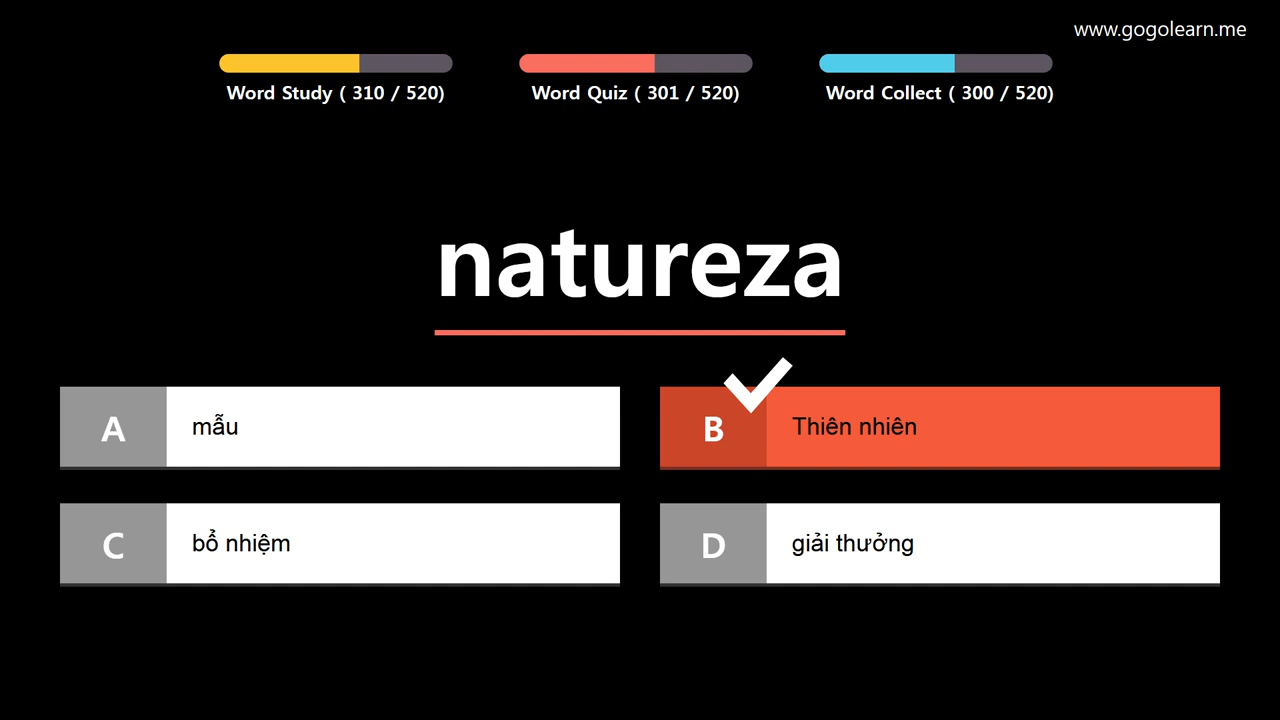 www.gogolearn.me
Word Study ( 310 / 520)
Word Quiz ( 301 / 520)
Word Collect ( 300 / 520)
natureza
A mẫu
B Thiên nhiên
C bổ nhiệm
D giải thưởng